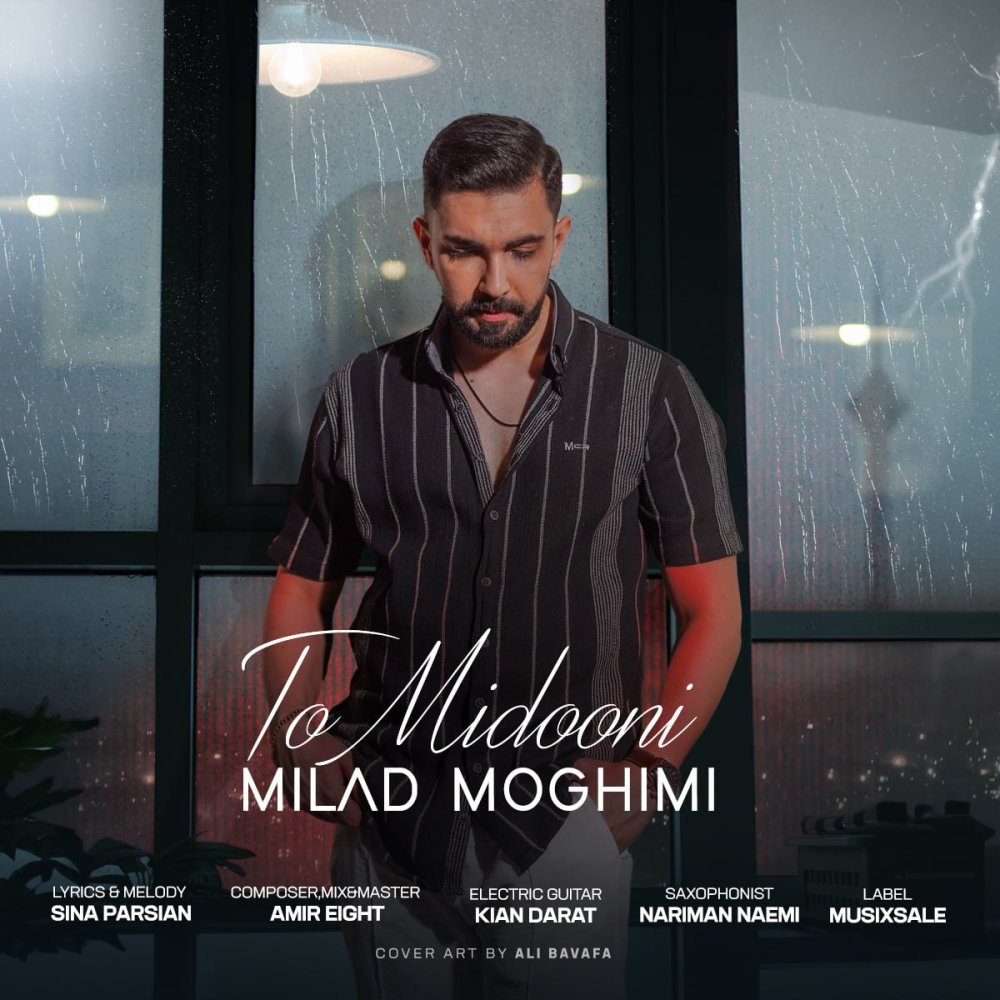 To Midooni
MILAD MOGHIMI
LYRICS & MELODY
SINA PARSIAN
COMPOSER,MIX&MASTER
AMIR EIGHT
ELECTRIC GUITAR
KIAN DARAT
SAXOPHONIST
NARIMAN NAEMI
LABEL
MUSIXSALE
COVER ART BY ALI BAVAFA